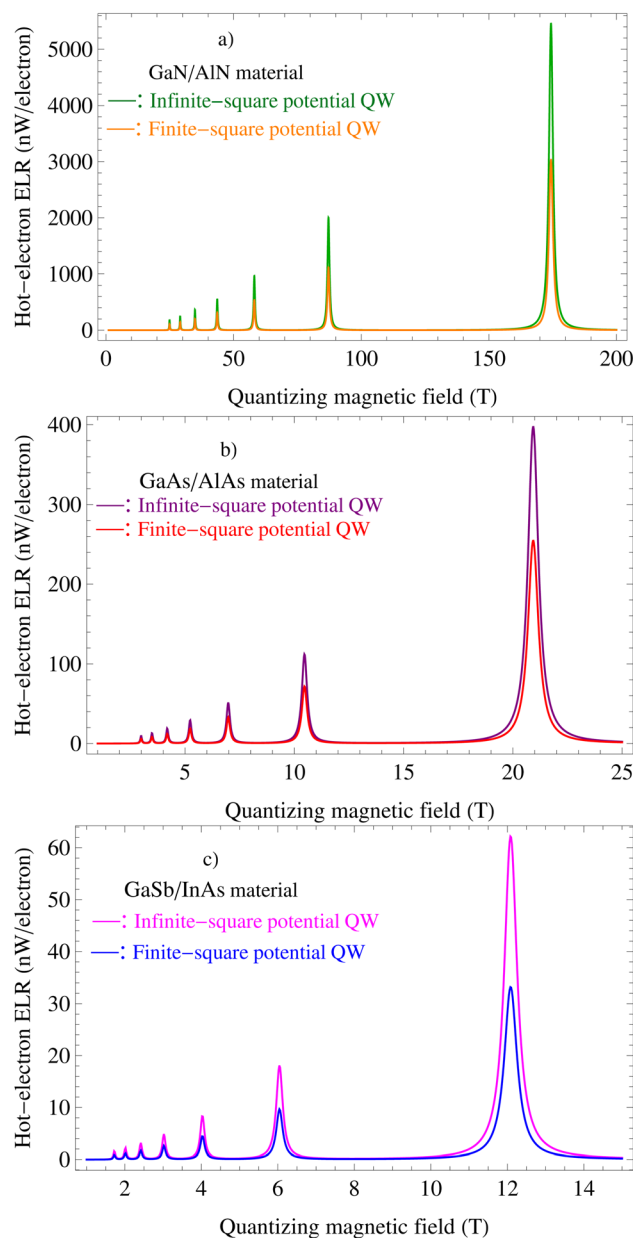 a)
GaN/AlN material
: Infinite−square potential QW
: Finite−square potential QW
Hot−electron ELR (nW/electron)
5000
4000
3000
2000
1000
0
0 50 100 150 200
Quantizing magnetic field (T)
b)
GaAs/AlAs material
: Infinite−square potential QW
: Finite−square potential QW
Hot−electron ELR (nW/electron)
400
300
200
100
0
5 10 15 20 25
Quantizing magnetic field (T)
c)
GaSb/InAs material
: Infinite−square potential QW
: Finite−square potential QW
Hot−electron ELR (nW/electron)
60
50
40
30
20
10
0
2 4 6 8 10 12 14
Quantizing magnetic field (T)